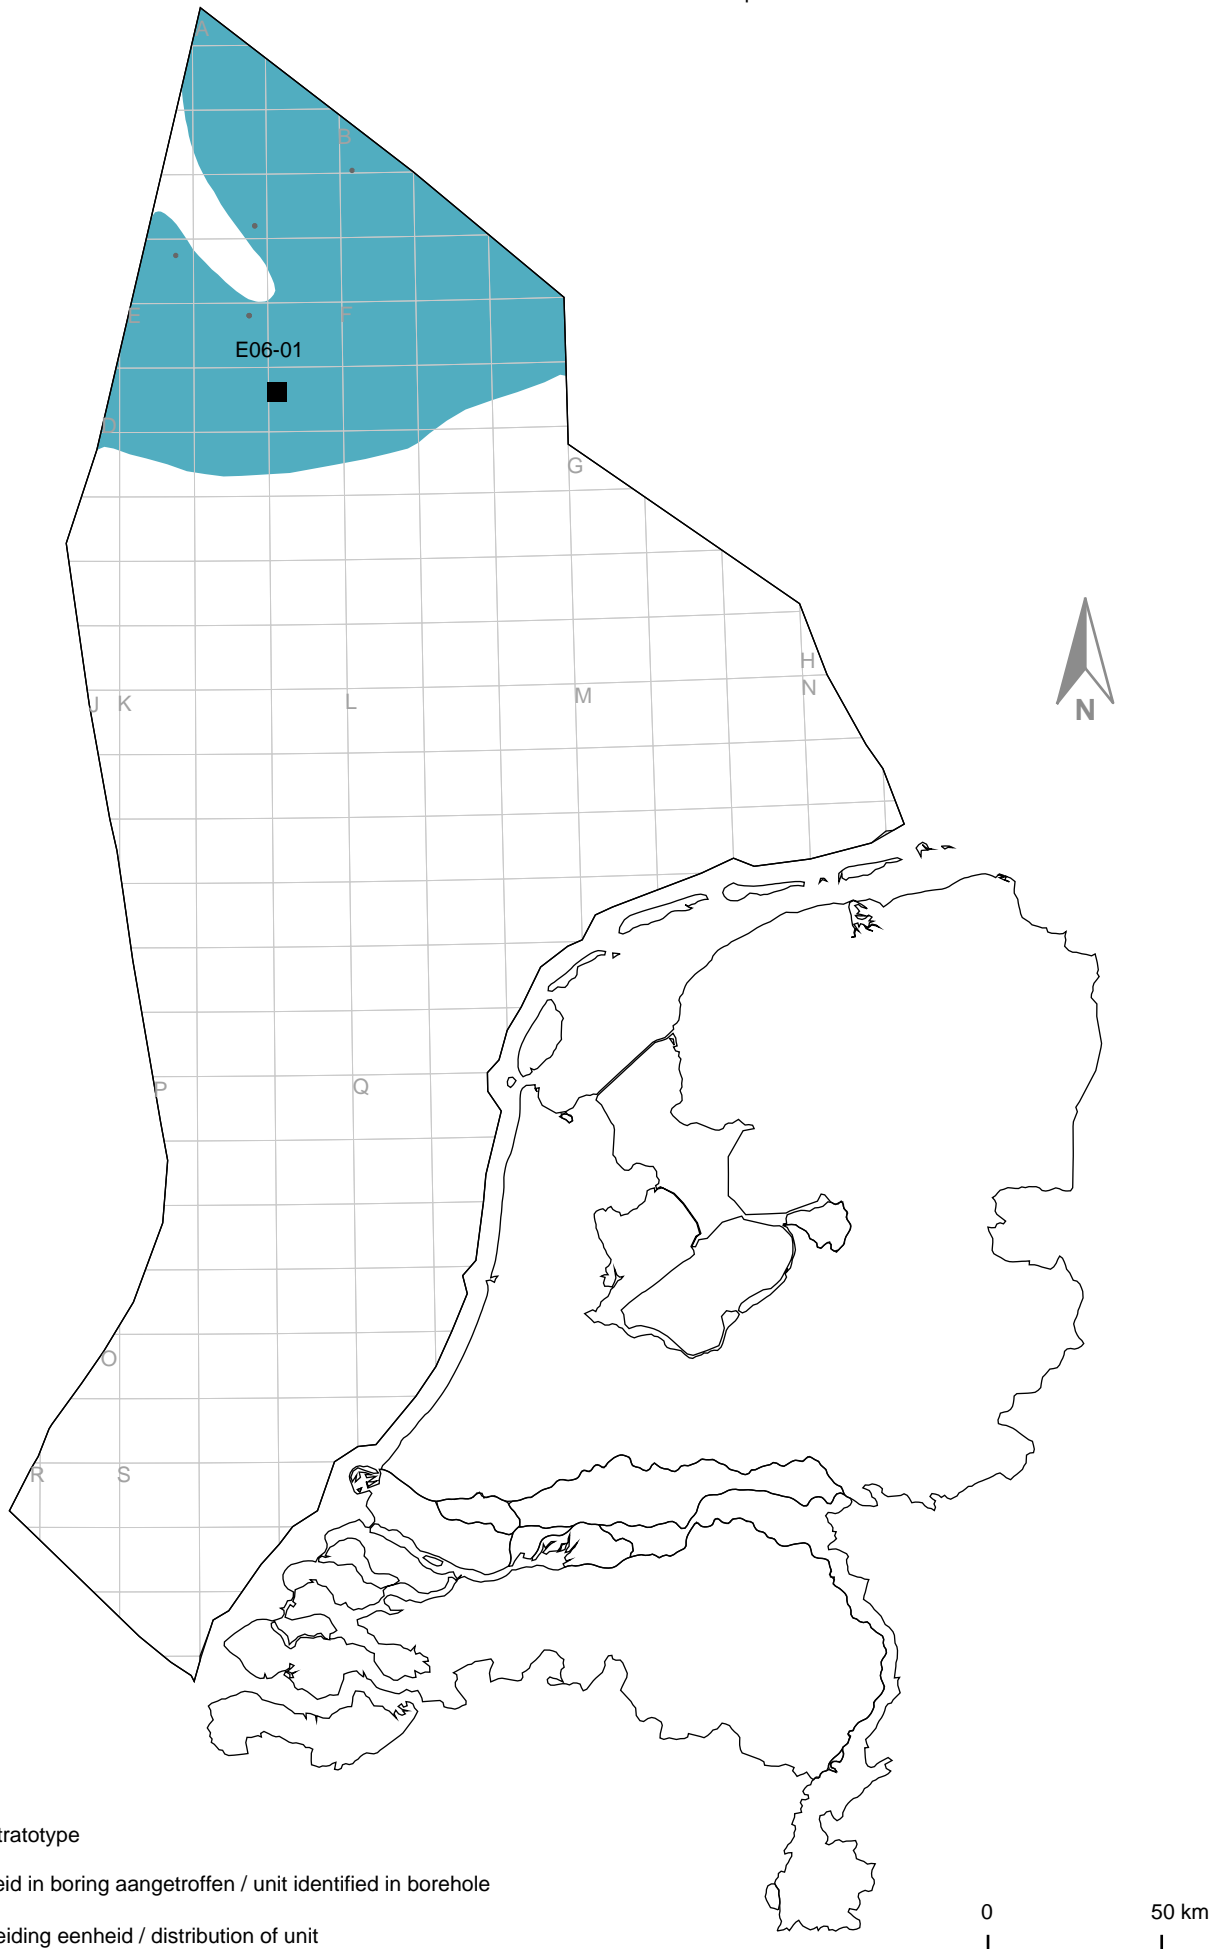 A
B
E
F
E06-01
D
G
H
N
J K
L
M
N
P
Q
O
R
S
tratotype
eid in boring aangetroffen / unit identified in borehole
eiding eenheid / distribution of unit
0
50 km